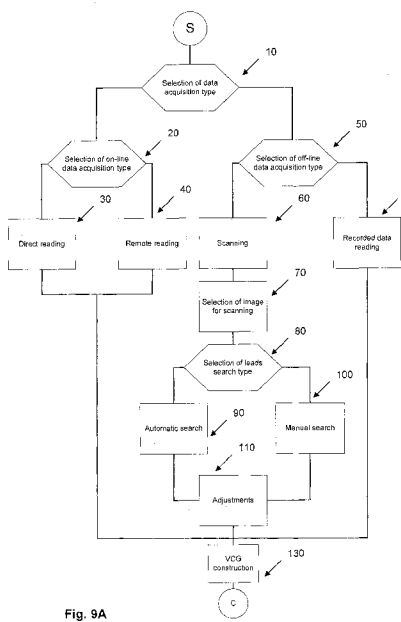 S
10
Selection of data
acquisition type
20
50
Selection of on-line
data acquisition type
Selection of off-line
data acquisition type
30
40
60
Direct reading
Remote reading
Scanning
Recorded data
reading
70
Selection of image
for scanning
80
Selection of leads
search type
100
Automatic search
90
Manual search
110
Adjustments
VCG
construction
130
C
Fig. 9A